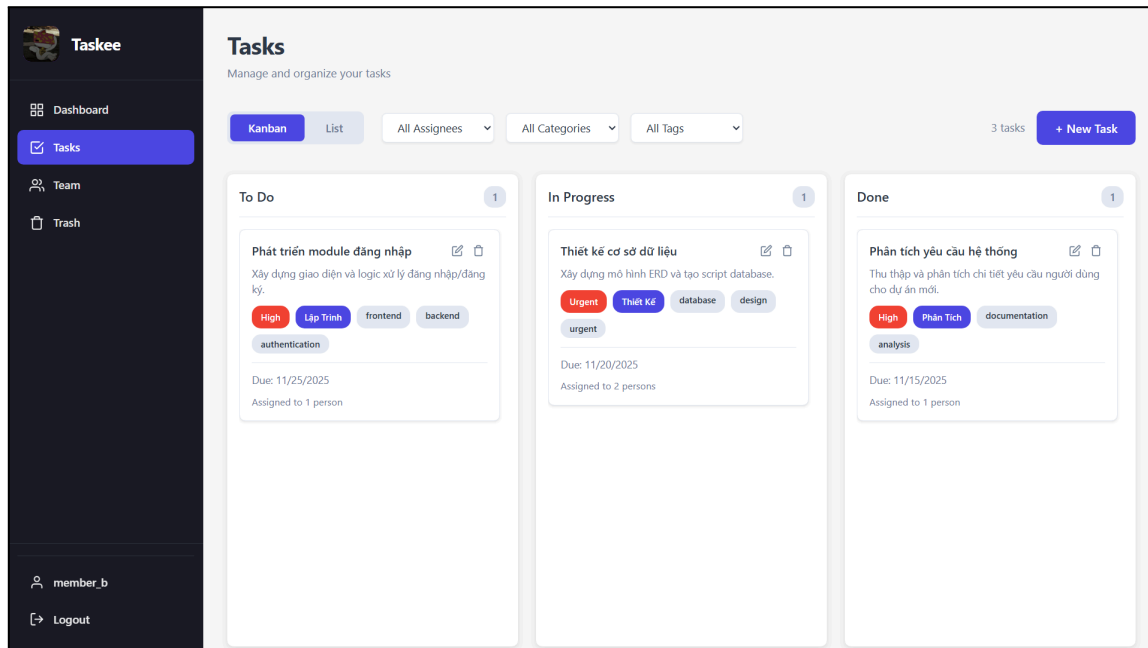 Taskee
Dashboard
Tasks
Team
Trash
member_b
Logout
Tasks
Manage and organize your tasks
Kanban
List
All Assignees
All Categories
All Tags
3 tasks
+ New Task
To Do
1
Phát triển module đăng nhập
Xây dựng giao diện và logic xử lý đăng nhập/đăng
ký.
High
Lập Trình
frontend
backend
authentication
Due: 11/25/2025
Assigned to 1 person
In Progress
1
Thiết kế cơ sở dữ liệu
Xây dựng mô hình ERD và tạo script database.
Urgent
Thiết Kế
database
design
urgent
Due: 11/20/2025
Assigned to 2 persons
Done
1
Phân tích yêu cầu hệ thống
Thu thập và phân tích chi tiết yêu cầu người dùng
cho dự án mới.
High
Phân Tích
documentation
analysis
Due: 11/15/2025
Assigned to 1 person